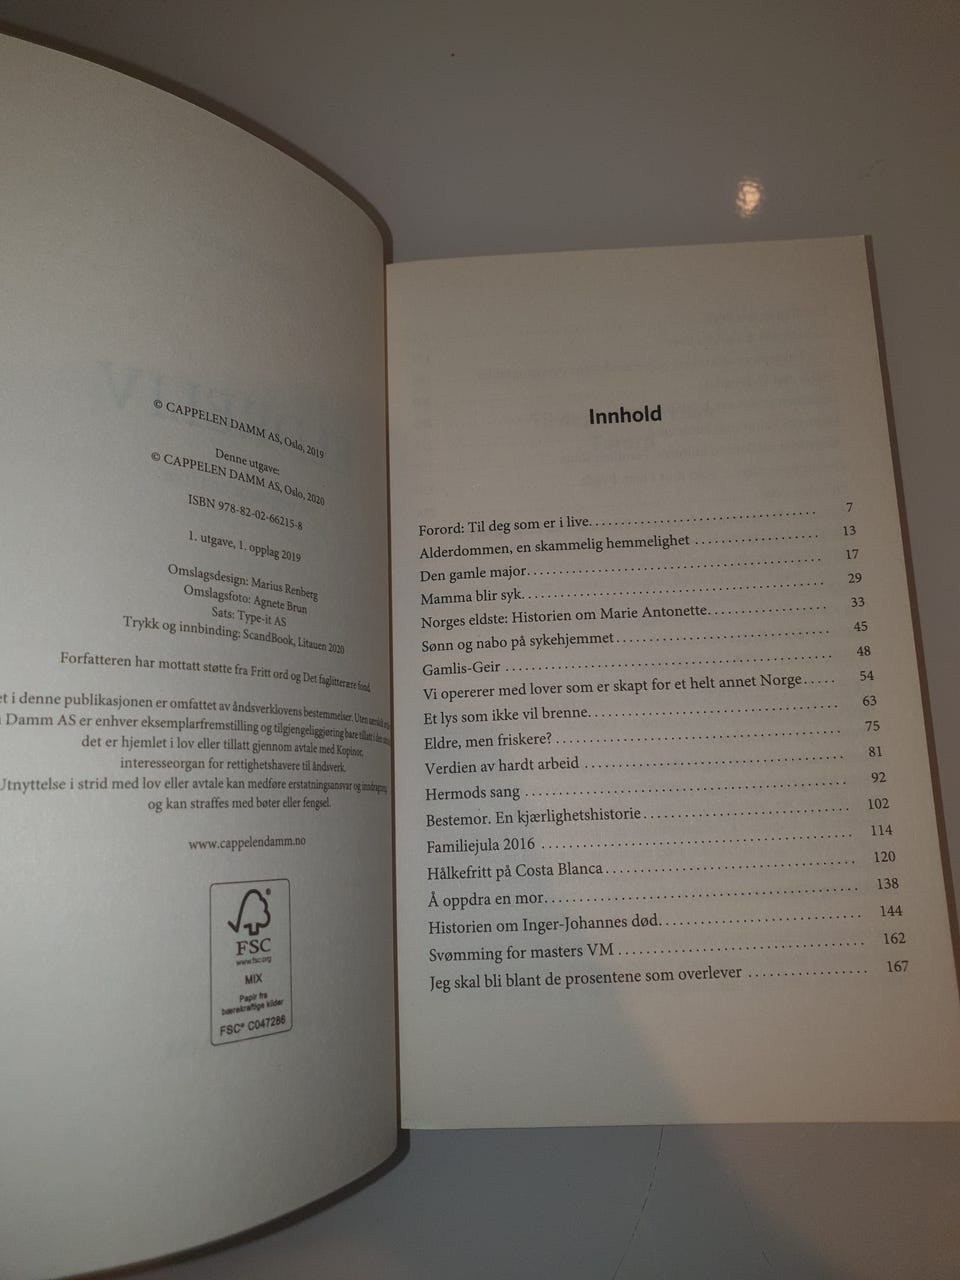 © CAPPELEN DAMM AS, Oslo, 2019
Denne utgave:
© CAPPELEN DAMM AS, Oslo, 2020
ISBN 978-82-02-66215-8
1. utgave, 1. opplag 2019
Omslagsdesign: Marius Renberg
Omslagsfoto: Agnete Brun
Sats: Type-it AS
Trykk og innbinding: ScandBook, Litauen 2020
Forfatteren har mottatt støtte fra Fritt ord og Det faglitterære fond.
i denne publikasjonen er omfattet av åndsverklovens bestemmelser. Uten
Damm AS er enhver eksemplarfremstilling og tilgjengeliggjøring bare tillatt i den
det er hjemlet i lov eller tillatt gjennom avtale med Kopinor,
interesseorgan for rettighetshavere til åndsverk.
Utnyttelse i strid med lov eller avtale kan medføre erstatningsansvar og inndragning,
og kan straffes med bøter eller fengsel.
www.cappelendamm.no
FSC
www.fsc.org
MIX
Papir fra
bærekraftige kilder
FSC® C047286
Innhold
Forord: Til deg som er i live. 7
Alderdommen, en skammelig hemmelighet 13
Den gamle major. 17
Mamma blir syk. 29
Norges eldste: Historien om Marie Antonette. 33
Sønn og nabo på sykehjemmet 45
Gamlis-Geir 48
Vi opererer med lover som er skapt for et helt annet Norge. 54
Et lys som ikke vil brenne. 63
Eldre, men friskere? 75
Verdien av hardt arbeid 81
Hermods sang 92
Bestemor. En kjærlighetshistorie 102
Familiejula 2016 114
Hålkefritt på Costa Blanca 120
Å oppdra en mor. 138
Historien om Inger-Johannes død. 144
Svømming for masters VM 162
Jeg skal bli blant de prosentene som overlever 167